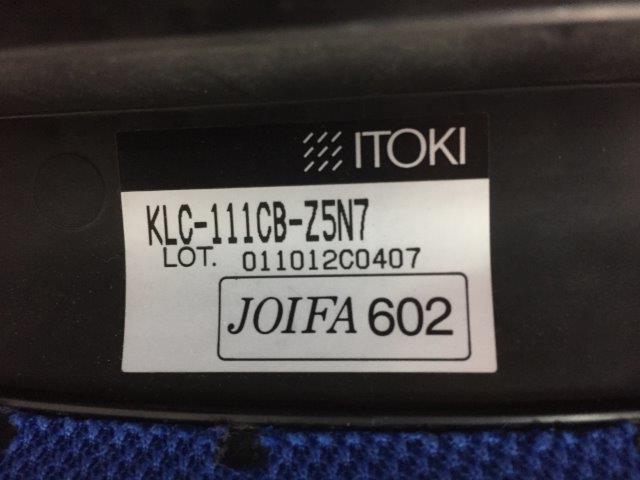 ITOKI
KLC-111CB-Z5N7
LOT. 011012C0407
JOIFA 602